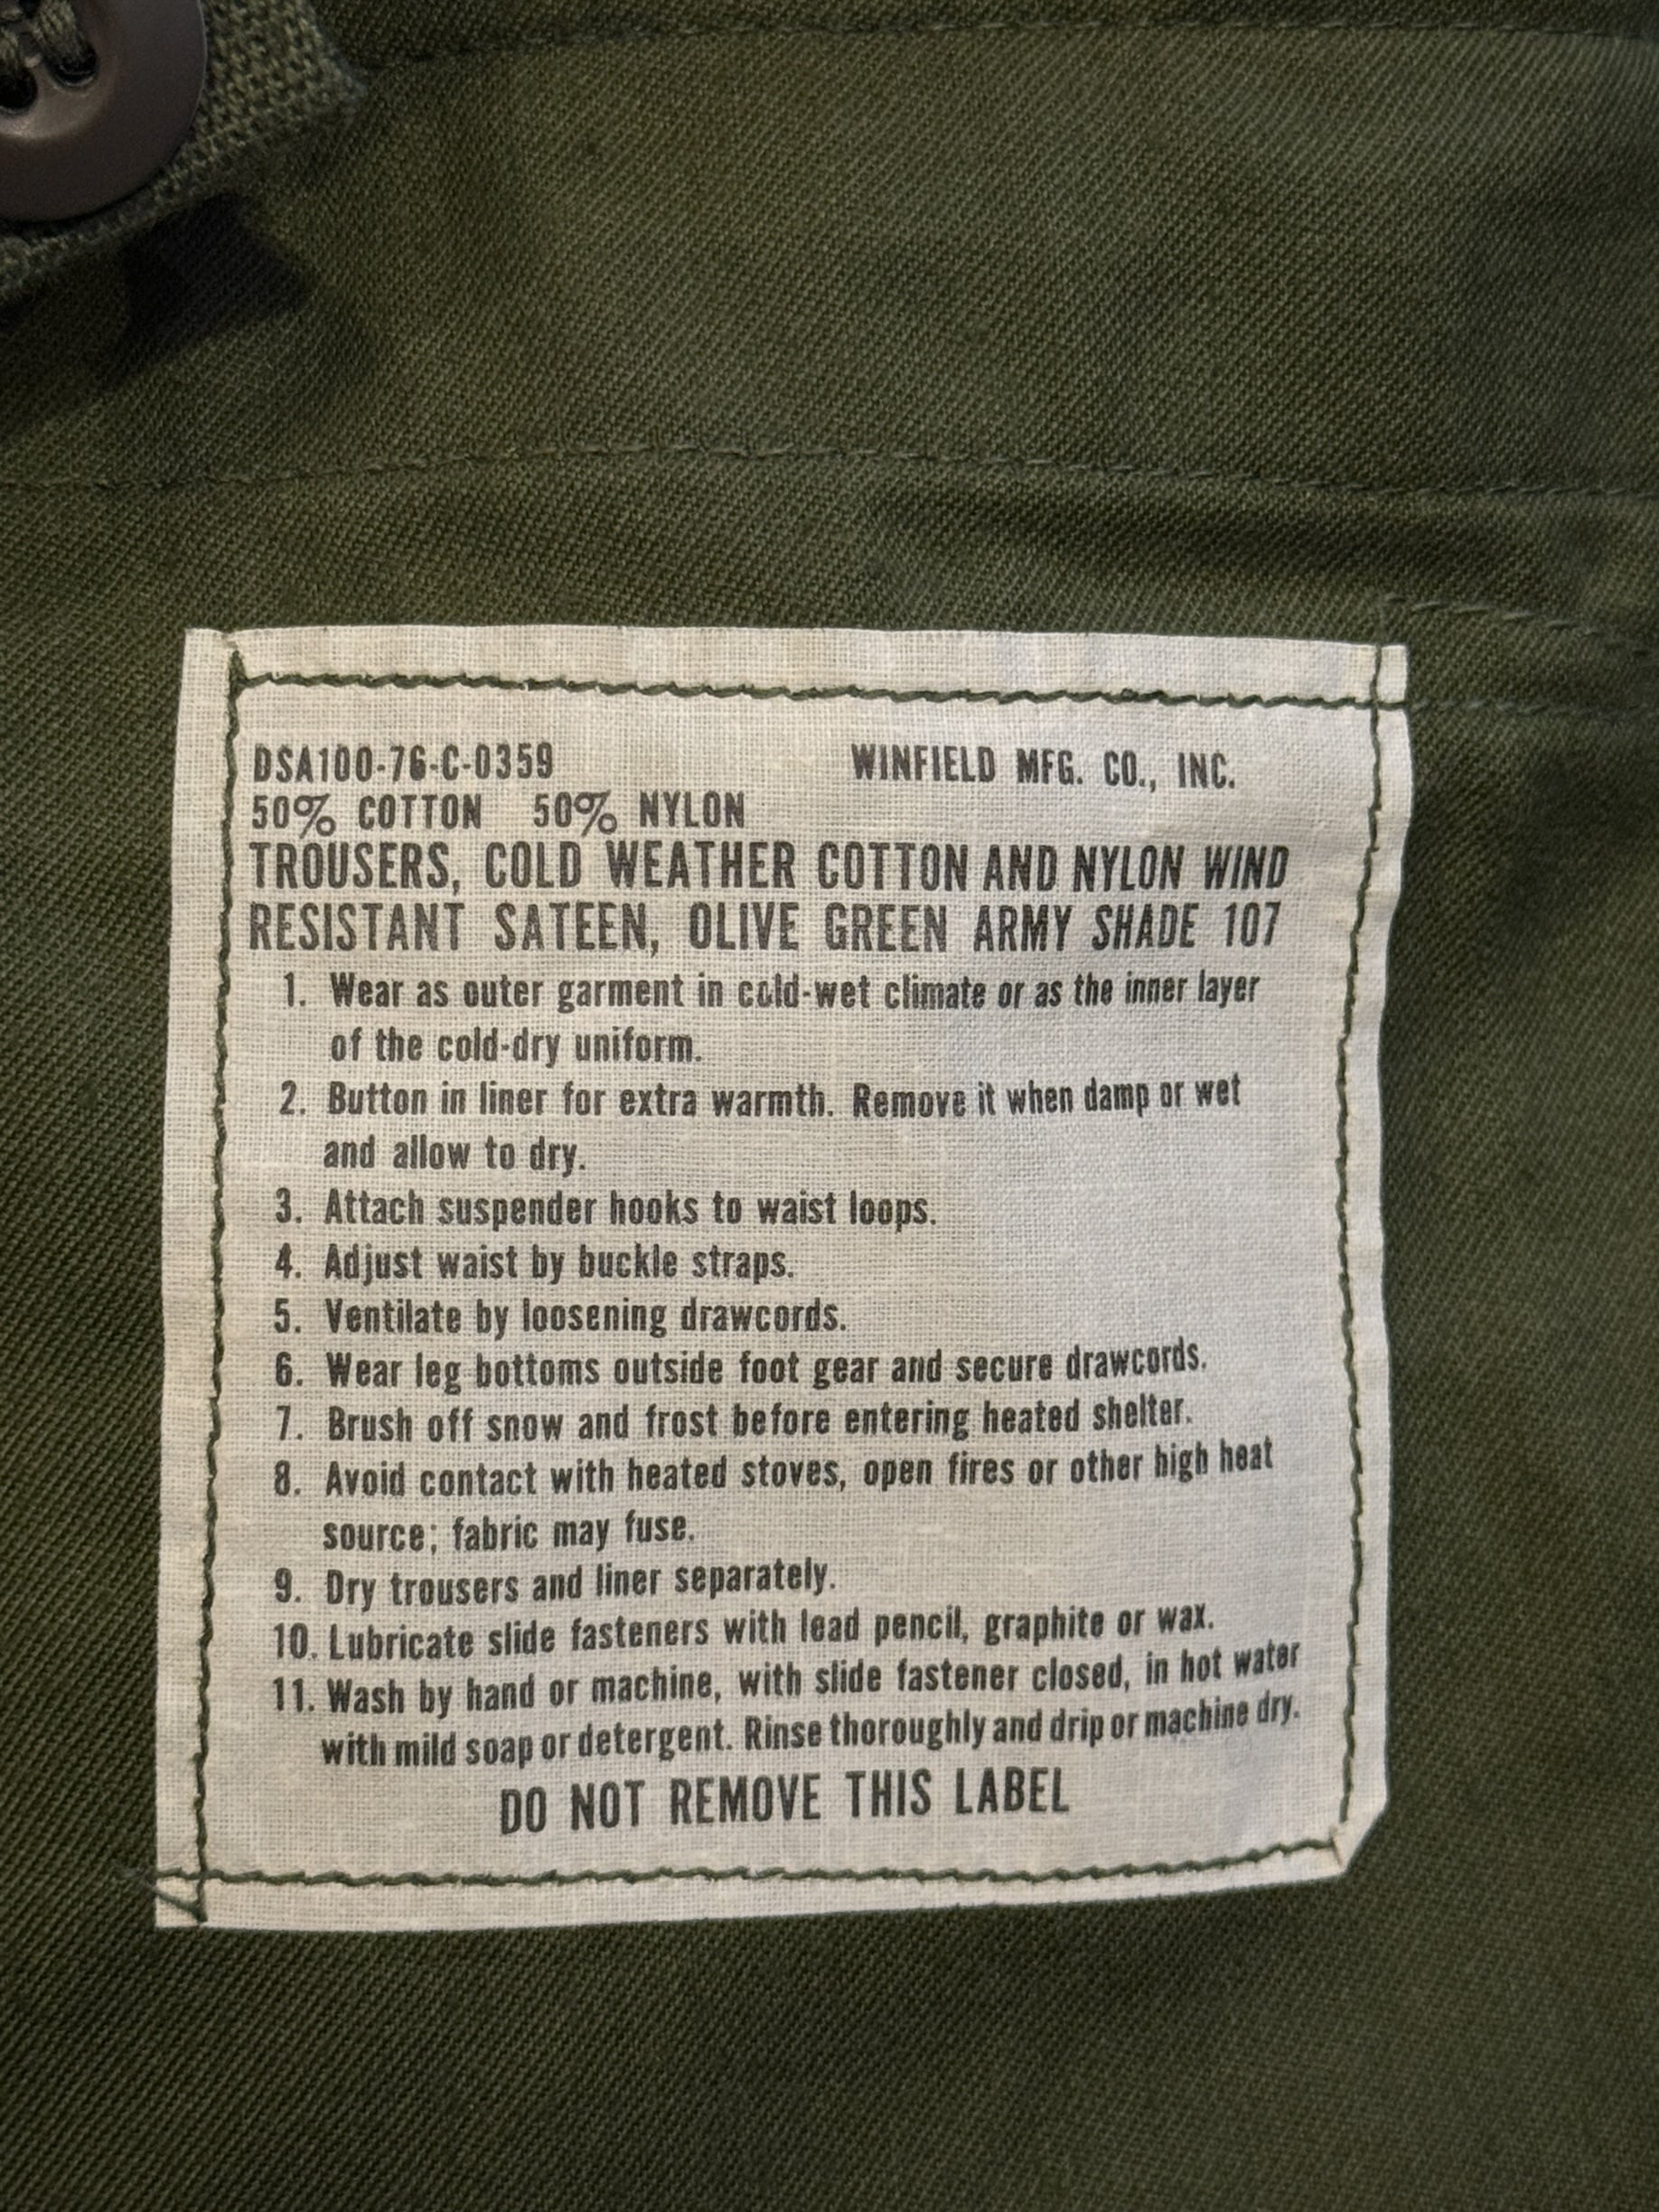 DSA100-76-C-0359 WINFIELD MFG. CO., INC.
50% COTTON 50% NYLON
TROUSERS, COLD WEATHER COTTON AND NYLON WIND
RESISTANT SATEEN, OLIVE GREEN ARMY SHADE 107
1. Wear as outer garment in cold-wet climate or as the inner layer
of the cold-dry uniform.
2. Button in liner for extra warmth. Remove it when damp or wet
and allow to dry.
3. Attach suspender hooks to waist loops.
4. Adjust waist by buckle straps.
5. Ventilate by loosening drawcords.
6. Wear leg bottoms outside foot gear and secure drawcords.
7. Brush off snow and frost before entering heated shelter.
8. Avoid contact with heated stoves, open fires or other high heat
source; fabric may fuse.
9. Dry trousers and liner separately.
10. Lubricate slide fasteners with lead pencil, graphite or wax.
11. Wash by hand or machine, with slide fastener closed, in hot water
with mild soap or detergent. Rinse thoroughly and drip or machine dry.
DO NOT REMOVE THIS LABEL